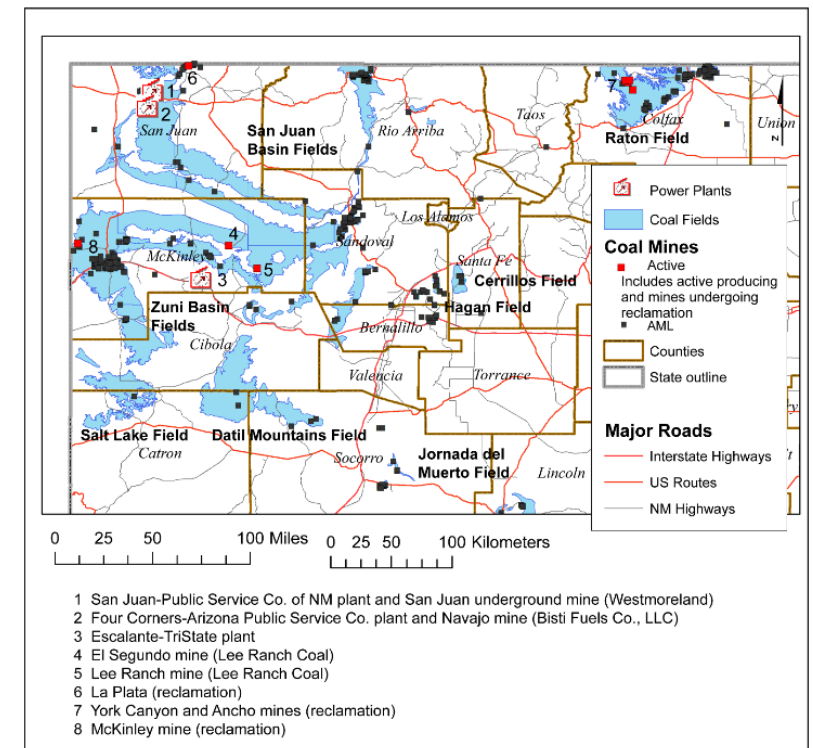 6
1
2
San Juan
San Juan
Basin Fields
Rio Arriba
Taos
7
Colfax
Raton Field
Union
N
Power Plants
Coal Fields
Coal Mines
Active
Includes active producing
and mines undergoing
reclamation
AML
Counties
State outline
Major Roads
Interstate Highways
US Routes
NM Highways
Los Alamos
Sandoval
4
8
McKinley
5
3
Santa Fé
Cerrillos Field
Hagan Field
Zuni Basin
Fields
Bernalillo
Cibola
Valencia
Torrance
Salt Lake Field
Datil Mountains Field
Catron
Socorro
Jornada del
Muerto Field
Lincoln
0 25 50 100 Miles
0 25 50 100 Kilometers
1 San Juan-Public Service Co. of NM plant and San Juan underground mine (Westmoreland)
2 Four Corners-Arizona Public Service Co. plant and Navajo mine (Bisti Fuels Co., LLC)
3 Escalante-TriState plant
4 El Segundo mine (Lee Ranch Coal)
5 Lee Ranch mine (Lee Ranch Coal)
6 La Plata (reclamation)
7 York Canyon and Ancho mines (reclamation)
8 McKinley mine (reclamation)